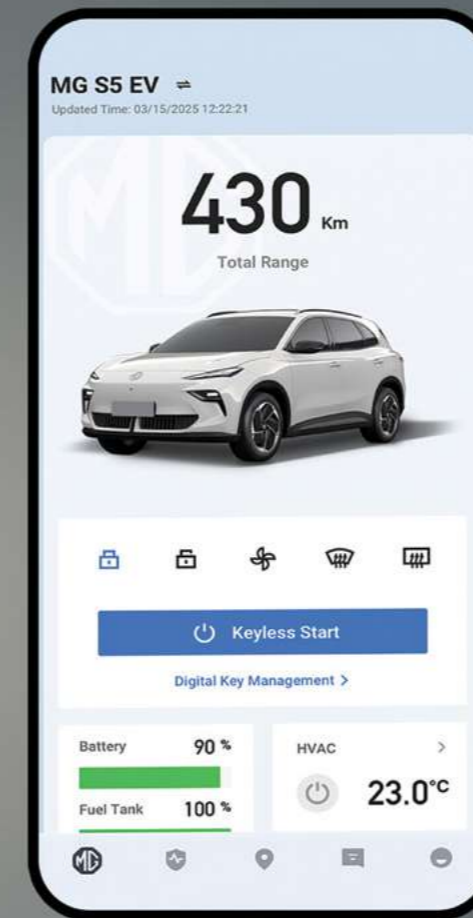 MG S5 EV
Updated Time: 03/15/2025 12:22:21
430 Km
Total Range
Keyless Start
Digital Key Management >
Battery 90 %
Fuel Tank 100 %
HVAC >
23.0°C
MG